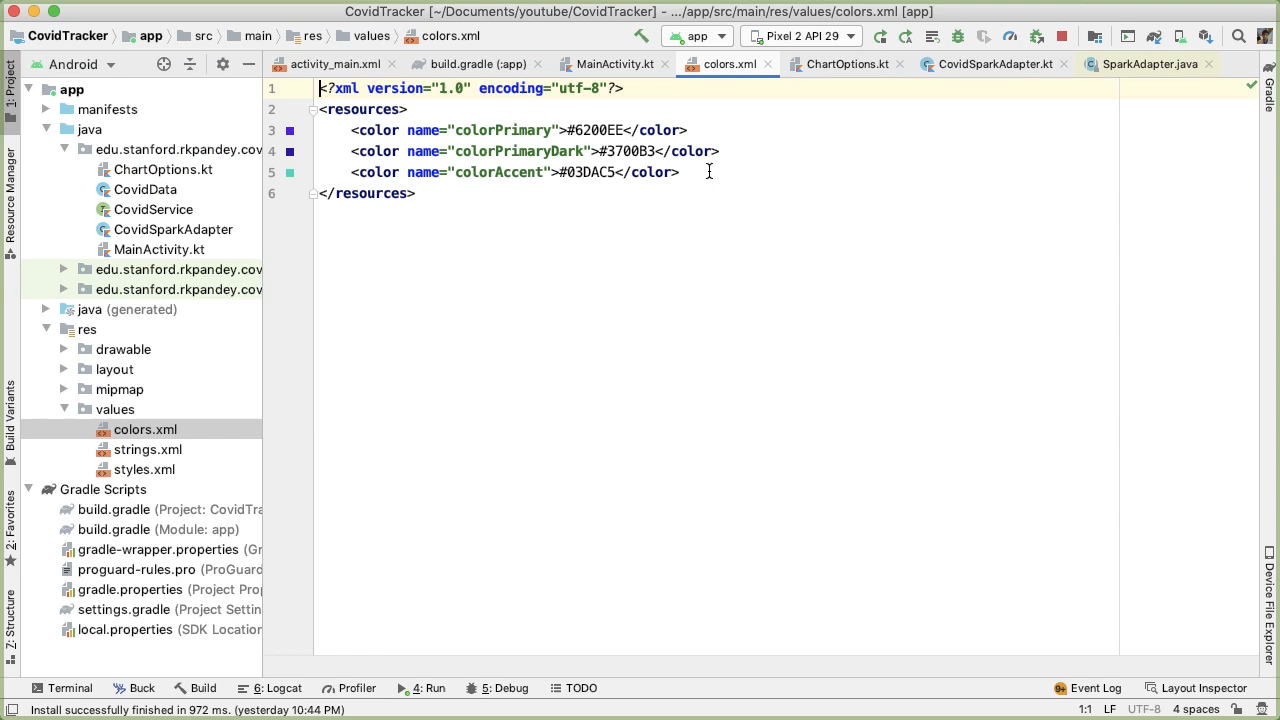 CovidTracker [~/Documents/youtube/CovidTracker] - .../app/src/main/res/values/colors.xml [app]
CovidTracker app src main res values colors.xml app Pixel 2 API 29
1: Project Android activity_main.xml build.gradle (:app) MainActivity.kt colors.xml ChartOptions.kt CovidSparkAdapter.kt SparkAdapter.java
app
manifests
java
edu.stanford.rkpandey.cov
ChartOptions.kt
CovidData
CovidService
CovidSparkAdapter
MainActivity.kt
edu.stanford.rkpandey.cov
edu.stanford.rkpandey.cov
java (generated)
res
drawable
layout
mipmap
values
colors.xml
strings.xml
styles.xml
Gradle Scripts
build.gradle (Project: CovidTra
build.gradle (Module: app)
gradle-wrapper.properties (Gr
proguard-rules.pro (ProGuard
gradle.properties (Project Prop
settings.gradle (Project Settin
local.properties (SDK Location
Resource Manager
Build Variants
2: Favorites
Z: Structure
1 <?xml version="1.0" encoding="utf-8"?>
2 <resources>
3 <color name="colorPrimary">#6200EE</color>
4 <color name="colorPrimaryDark">#3700B3</color>
5 <color name="colorAccent">#03DAC5</color>
6 </resources>
Gradle
Device File Explorer
Terminal Buck Build 6: Logcat Profiler 4: Run 5: Debug TODO Event Log Layout Inspector
Install successfully finished in 972 ms. (yesterday 10:44 PM) 1:1 LF UTF-8 4 spaces